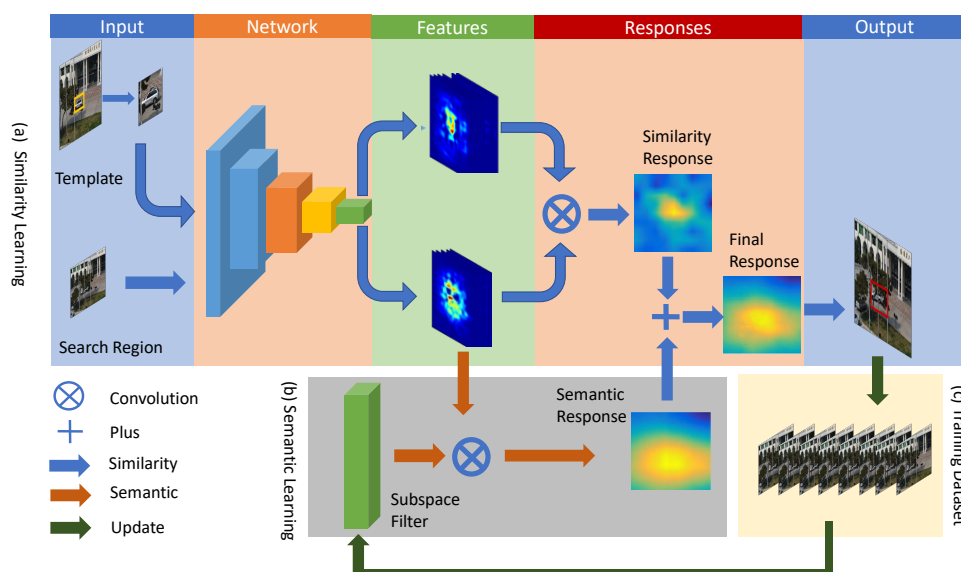 Input
Network
Features
Responses
Output
(a) Similarity Learning
Template
Search Region
Similarity
Response
Final
Response
(b) Semantic Learning
Subspace
Filter
Semantic
Response
(C) Training Dataset
Convolution
Plus
Similarity
Semantic
Update